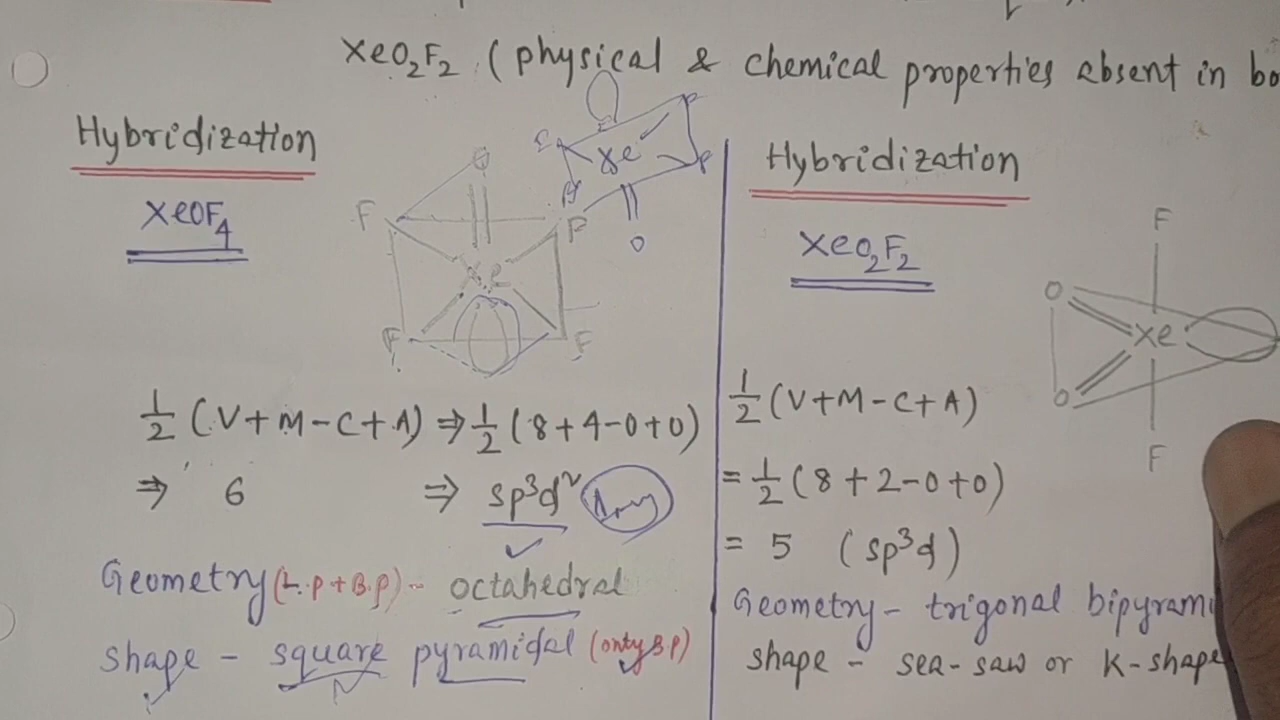 XeO₂F₂ (physical & chemical properties absent in bo
Hybridization
XeOF₄
O
F
F
Xe
F
F
Xe
F
O
½ (V+M-C+A) ⇒ ½ (8+4-0+0)
⇒ 6 ⇒ sp³d²
Geometry (L.P+B.P) - octahedral
shape - square pyramidal (only B.P)
Hybridization
XeO₂F₂
F
O
Xe
O
F
½ (V+M-C+A)
= ½ (8+2-0+0)
= 5 (sp³d)
Geometry - trigonal bipyrami
shape - sea-saw or K-shape